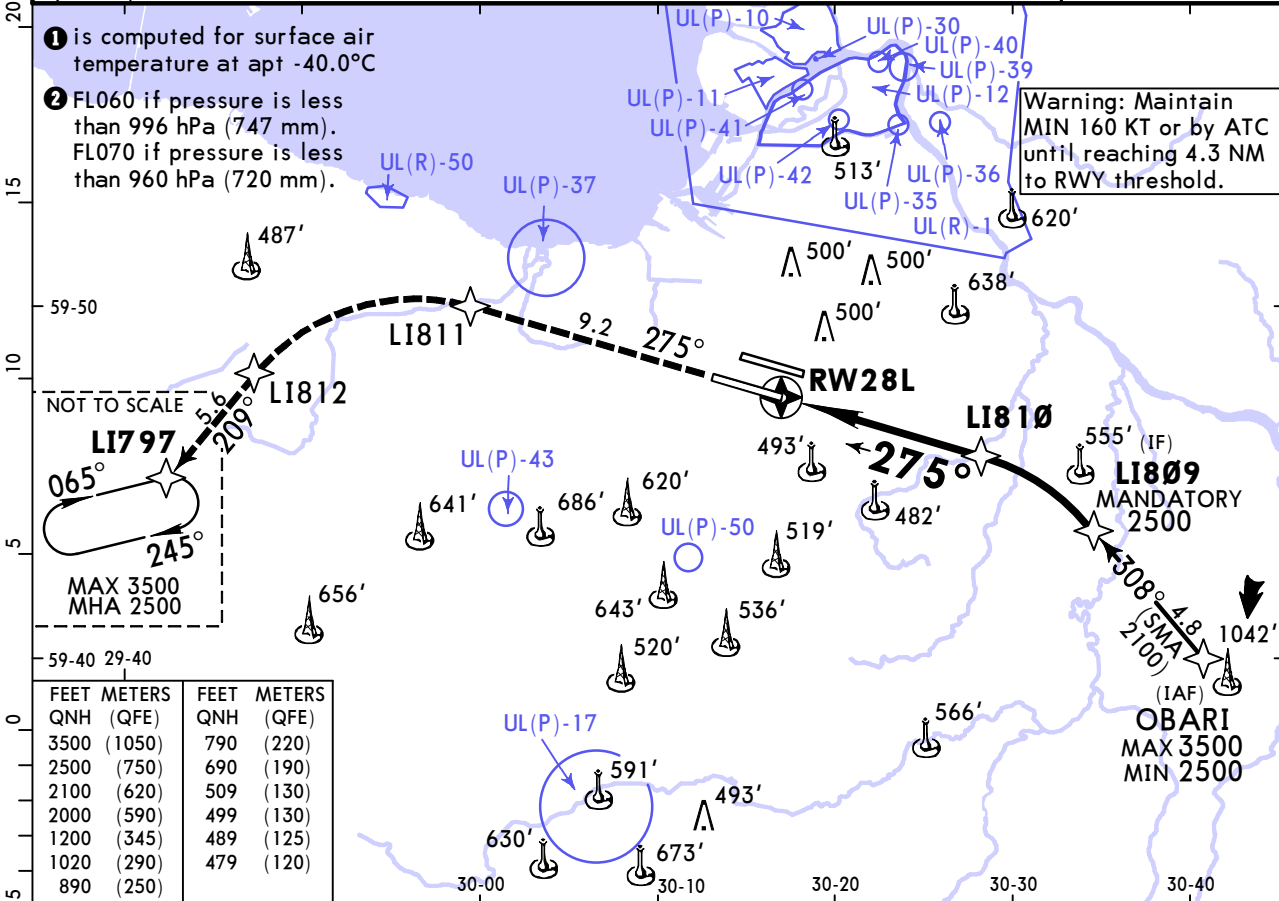 20
❶ is computed for surface air
temperature at apt -40.0°C
❷ FL060 if pressure is less
than 996 hPa (747 mm).
FL070 if pressure is less
than 960 hPa (720 mm).
UL(P)-10
UL(P)-30
UL(P)-40
UL(P)-39
UL(P)-12
UL(P)-11
UL(P)-41
UL(P)-42
513'
UL(P)-35
UL(P)-36
UL(R)-1
Warning: Maintain
MIN 160 KT or by ATC
until reaching 4.3 NM
to RWY threshold.
15
UL(R)-50
UL(P)-37
620'
487'
500'
500'
638'
500'
59-50
LI811
9.2
275°
10
LI812
RW28L
NOT TO SCALE
5.6
209°
LI797
065°
245°
MAX 3500
MHA 2500
LI81Ø
493'
275°
482'
555'
(IF)
LI8Ø9
MANDATORY
2500
UL(P)-43
641'
686'
620'
UL(P)-50
519'
5
656'
643'
536'
520'
308°
4.8
(SMA
2100)
1042'
(IAF)
OBARI
MAX 3500
MIN 2500
59-40
29-40
0
FEET METERS FEET METERS
QNH (QFE) QNH (QFE)
3500 (1050) 790 (220)
2500 (750) 690 (190)
2100 (620) 509 (130)
2000 (590) 499 (130)
1200 (345) 489 (125)
1020 (290) 479 (120)
890 (250)
UL(P)-17
591'
493'
566'
630'
673'
5
30-00
30-10
30-20
30-30
30-40